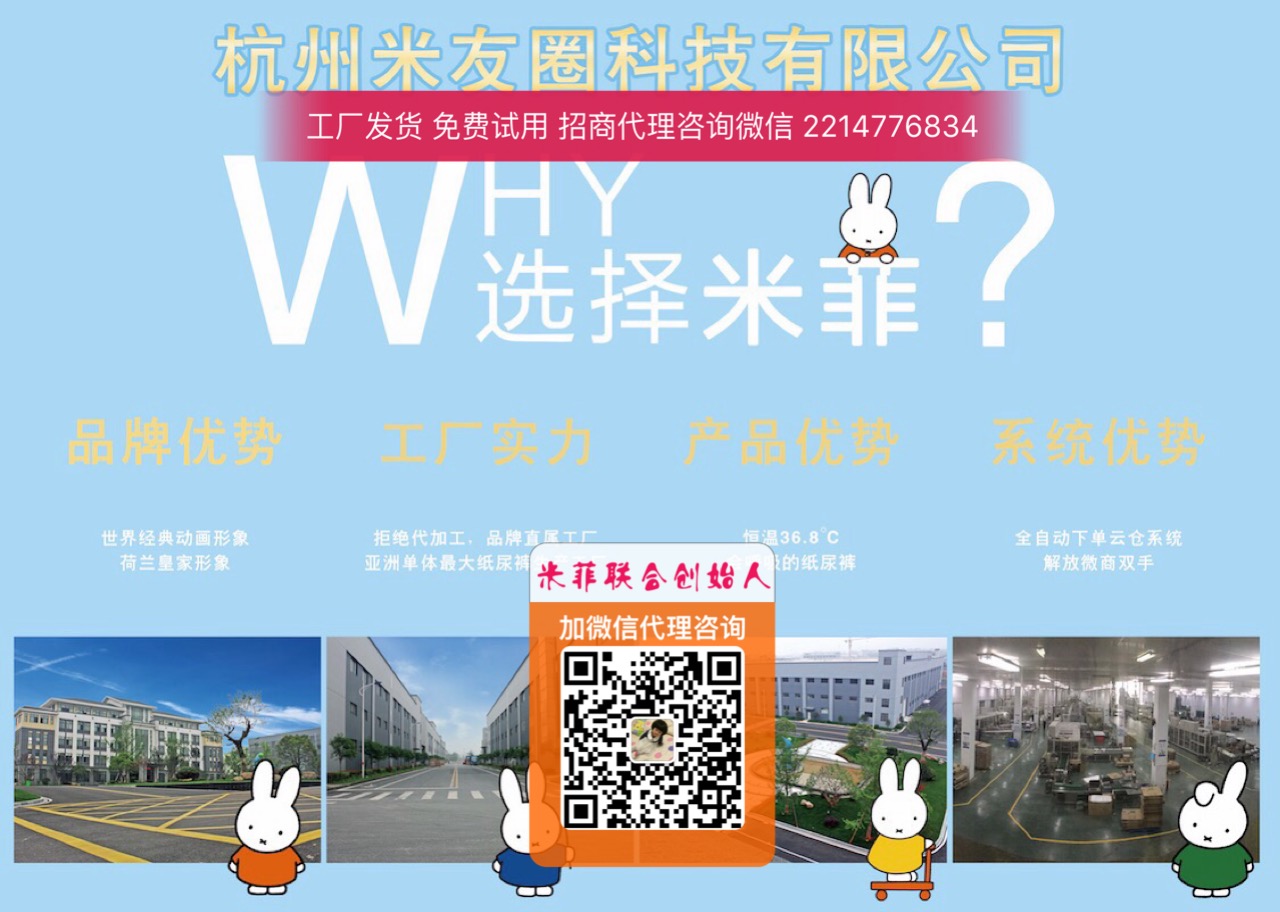 杭州米友圈科技有限公司
工厂发货 免费试用 招商代理咨询微信 2214776834
WHY
选择米菲?
品牌优势
工厂实力
产品优势
系统优势
世界经典动画形象
荷兰皇家形象
拒绝代加工，品牌直属工厂
亚洲单体最大纸尿裤
恒温36.8°C
的纸尿裤
全自动下单云仓系统
解放微商双手
米菲联合创始人
加微信代理咨询